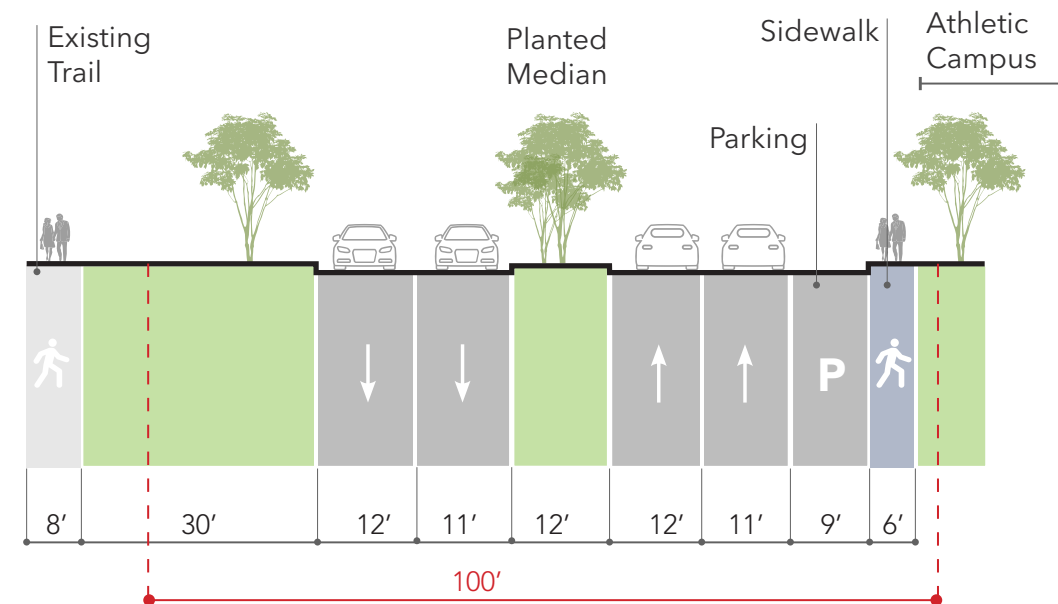 Existing
Trail
Planted
Median
Sidewalk
Athletic
Campus
Parking
P
8’
30’
12’
11’
12’
12’
11’
9’
6’
100’